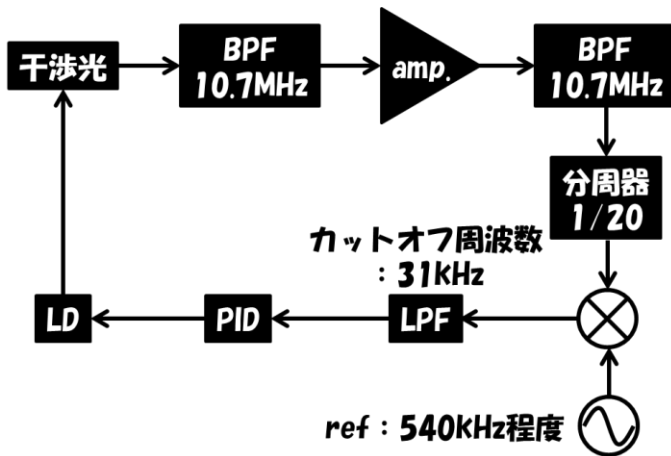 干渉光
BPF
10.7MHz
amp.
BPF
10.7MHz
分周器
1/20
カットオフ周波数
：31KHz
LD
PID
LPF
ref：540kHz程度